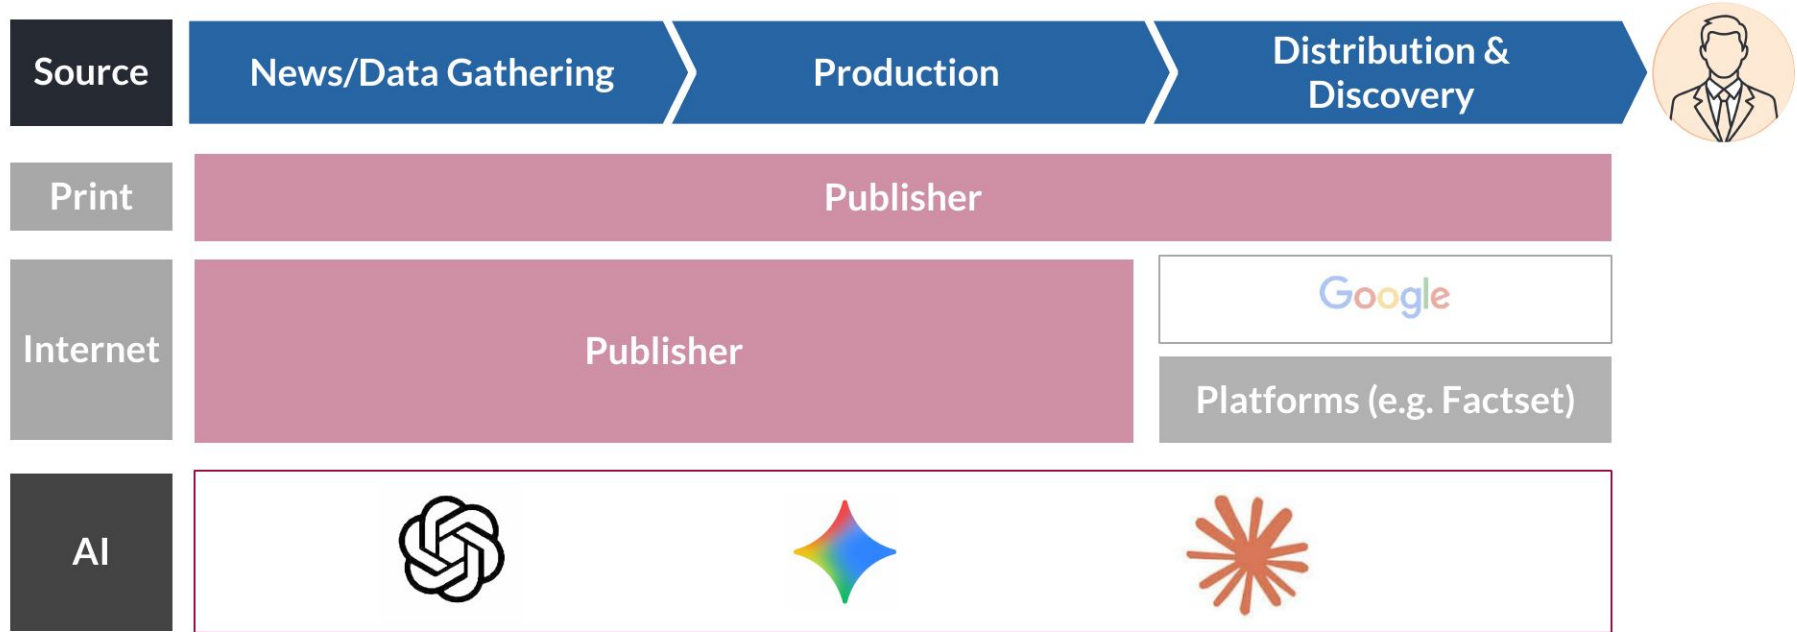 Source
News/Data Gathering
Production
Distribution &
Discovery
Print
Publisher
Internet
Publisher
Google
Platforms (e.g. Factset)
AI